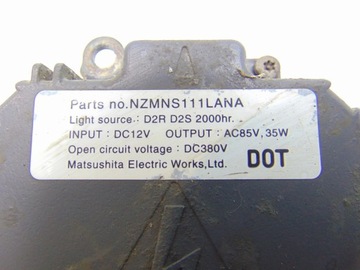 Parts no.NZMNS111LANA
Light source: D2R D2S 2000hr.
INPUT: DC12V OUTPUT: AC85V, 35W
Open circuit voltage: DC380V
Matsushita Electric Works,Ltd. DOT